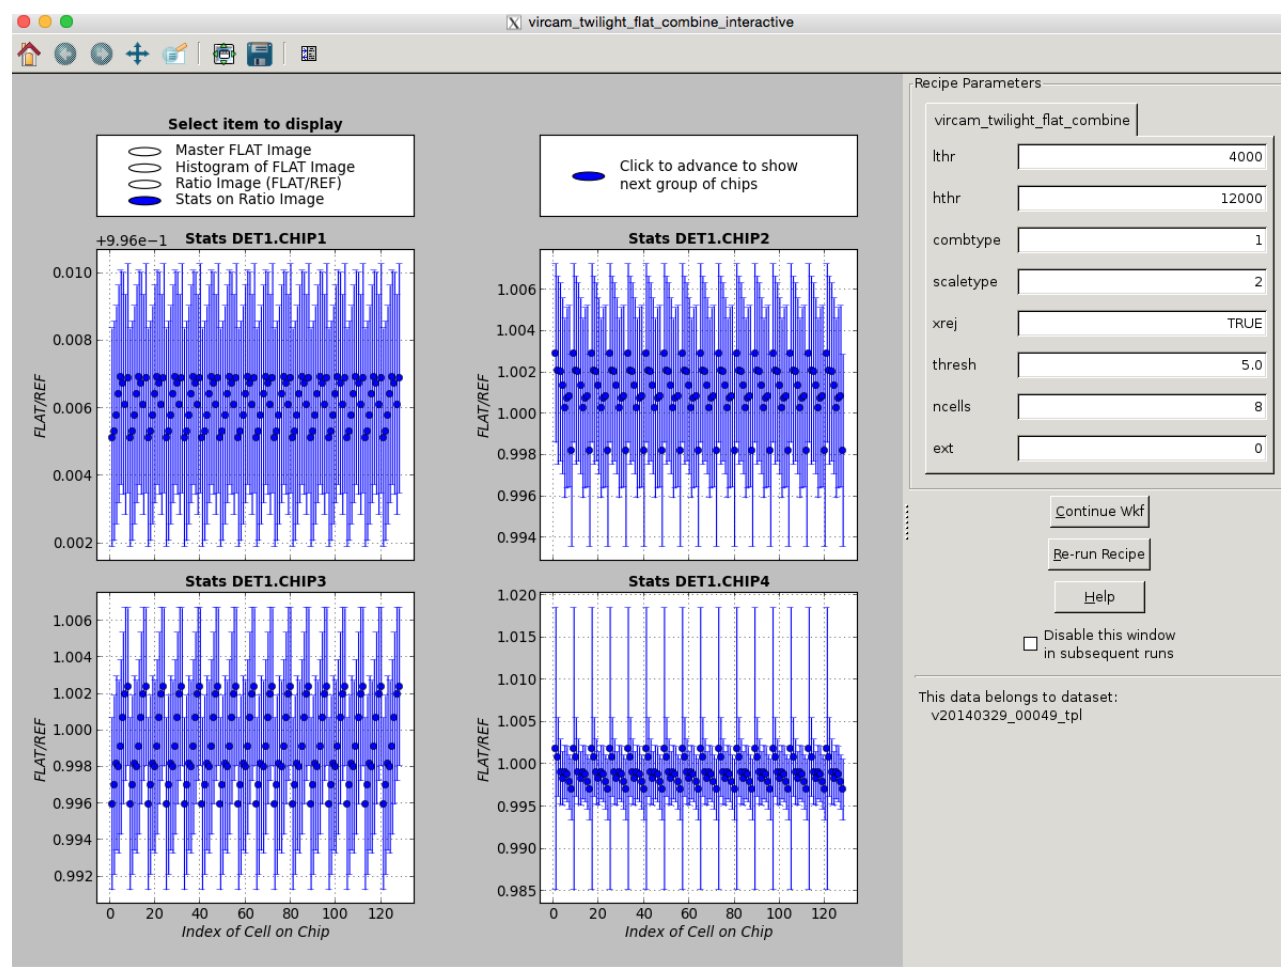 vircam_twilight_flat_combine_interactive
Select item to display
Master FLAT Image
Histogram of FLAT Image
Ratio Image (FLAT/REF)
Stats on Ratio Image
Click to advance to show
next group of chips
+9.96e−1
Stats DET1.CHIP1
0.010
0.008
0.006
0.004
0.002
FLAT/REF
Stats DET1.CHIP2
1.006
1.004
1.002
1.000
0.998
0.996
0.994
FLAT/REF
Stats DET1.CHIP3
1.006
1.004
1.002
1.000
0.998
0.996
0.994
0.992
FLAT/REF
0 20 40 60 80 100 120
Index of Cell on Chip
Stats DET1.CHIP4
1.020
1.015
1.010
1.005
1.000
0.995
0.990
0.985
FLAT/REF
0 20 40 60 80 100 120
Index of Cell on Chip
Recipe Parameters
vircam_twilight_flat_combine
lthr 4000
hthr 12000
combtype 1
scaletype 2
xrej TRUE
thresh 5.0
ncells 8
ext 0
Continue Wkf
Re-run Recipe
Help
Disable this window
in subsequent runs
This data belongs to dataset:
v20140329_00049_tpl